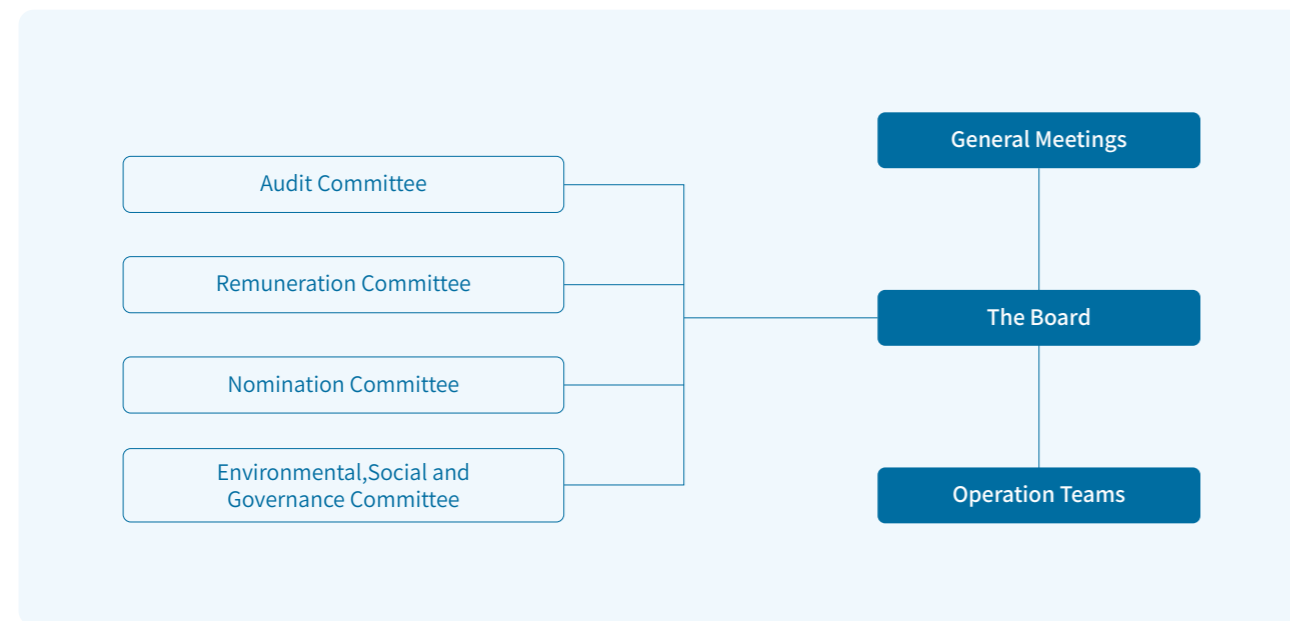 General Meetings
Audit Committee
Remuneration Committee
The Board
Nomination Committee
Environmental,Social and
Governance Committee
Operation Teams